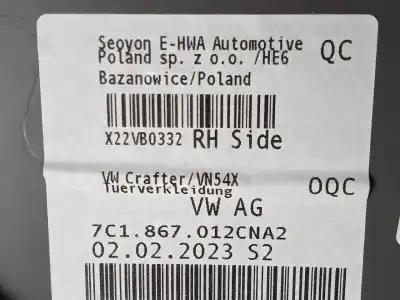 Seoyon E-HWA Automotive QC
Poland sp. z o.o. /HE6
Bazanowice/Poland
X22VB0332 RH Side
VW Crafter/VN54X
Tuerverkleidung OQC
VW AG
7C1.867.012CNA2
02.02.2023 S2